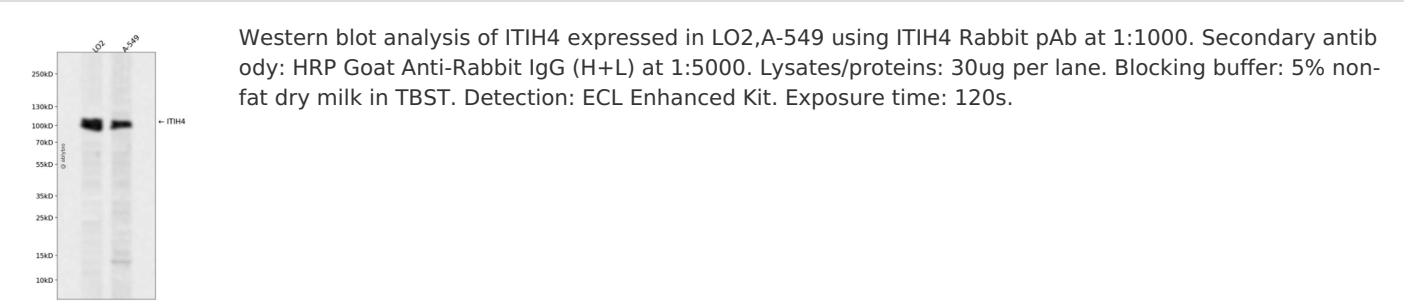 LO2
A-549
Western blot analysis of ITIH4 expressed in LO2,A-549 using ITIH4 Rabbit pAb at 1:1000. Secondary antib
ody: HRP Goat Anti-Rabbit IgG (H+L) at 1:5000. Lysates/proteins: 30ug per lane. Blocking buffer: 5% non-
fat dry milk in TBST. Detection: ECL Enhanced Kit. Exposure time: 120s.
250kD
130kD
100kD
← ITIH4
70kD
55kD
35kD
25kD
15kD
10kD